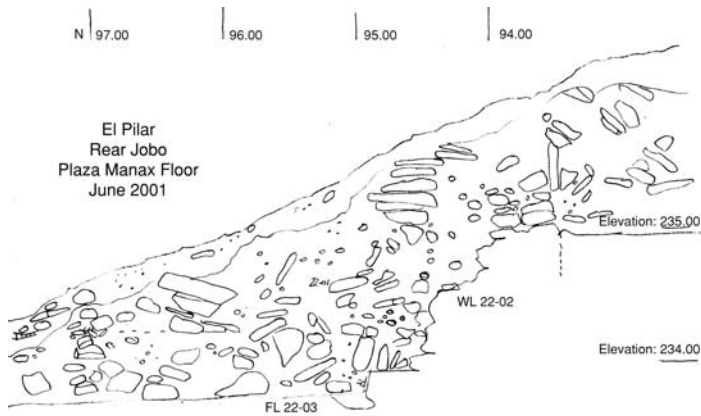 N 97.00 96.00 95.00 94.00
El Pilar
Rear Jobo
Plaza Manax Floor
June 2001
Elevation: 235.00
WL 22-02
Elevation: 234.00
FL 22-03